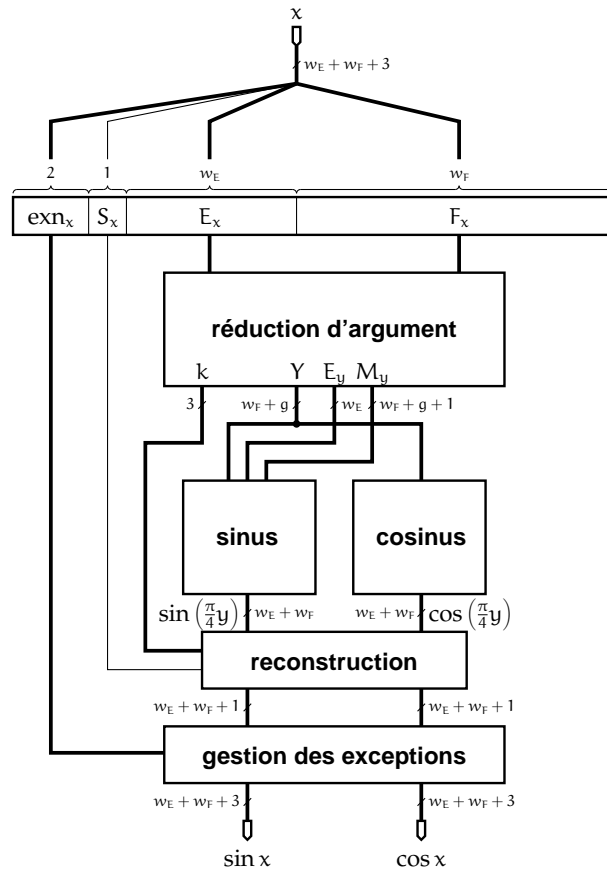 x
w_E + w_F + 3
2 1 w_E w_F
exn_x S_x E_x F_x
réduction d'argument
k Y E_y M_y
3 w_F + g w_E w_F + g + 1
sinus cosinus
sin (π/4 y) w_E + w_F w_E + w_F cos (π/4 y)
reconstruction
w_E + w_F + 1 w_E + w_F + 1
gestion des exceptions
w_E + w_F + 3 w_E + w_F + 3
sin x cos x